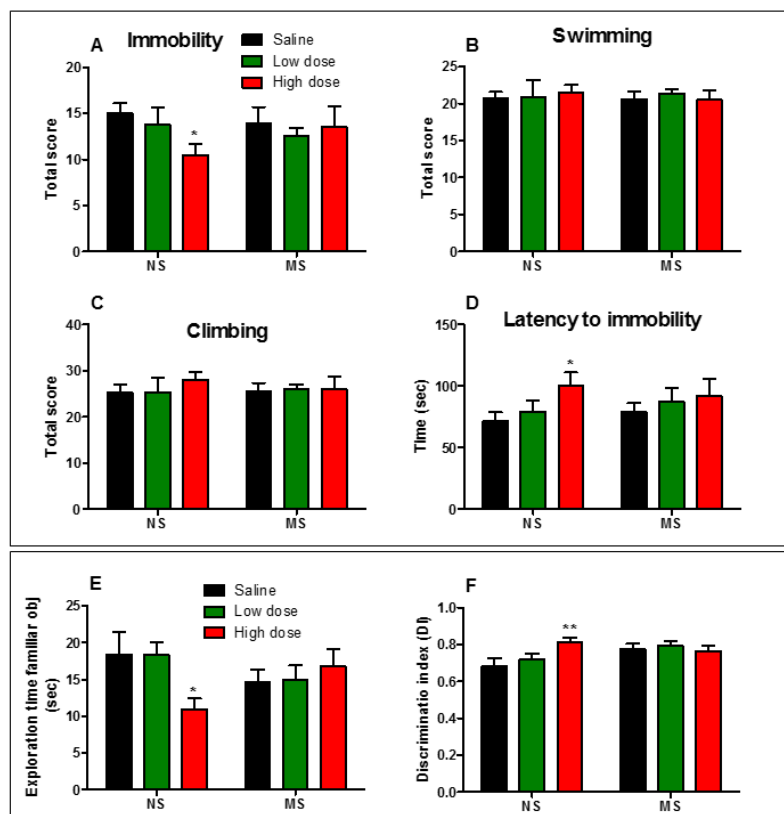 A Immobility
Saline
Low dose
High dose
Total score
20
15
10
5
0
*
NS MS
B Swimming
Total score
25
20
15
10
5
0
NS MS
C Climbing
Total score
40
30
20
10
0
NS MS
D Latency to immobility
Time (sec)
150
100
50
0
*
NS MS
E
Saline
Low dose
High dose
Exploration time familiar obj
(sec)
25
20
15
10
5
0
*
NS MS
F
Discriminatio index (DI)
1.0
0.8
0.6
0.4
0.2
0.0
**
NS MS